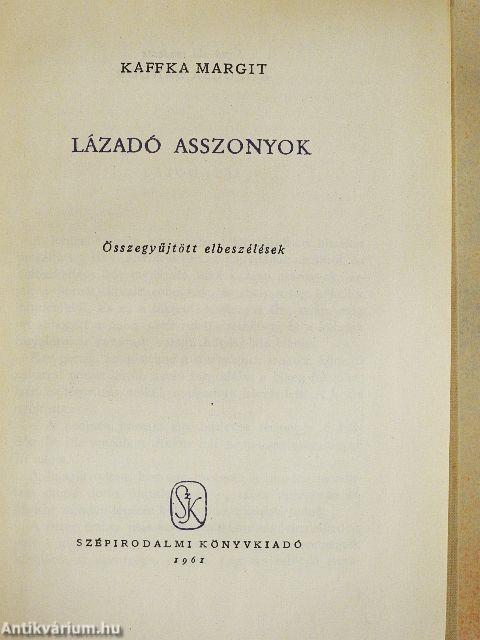 KAFFKA MARGIT
LÁZADÓ ASSZONYOK
Összegyűjtött elbeszélések
SzK
SZÉPIRODALMI KÖNYVKIADÓ
1961
Antikvárium.hu